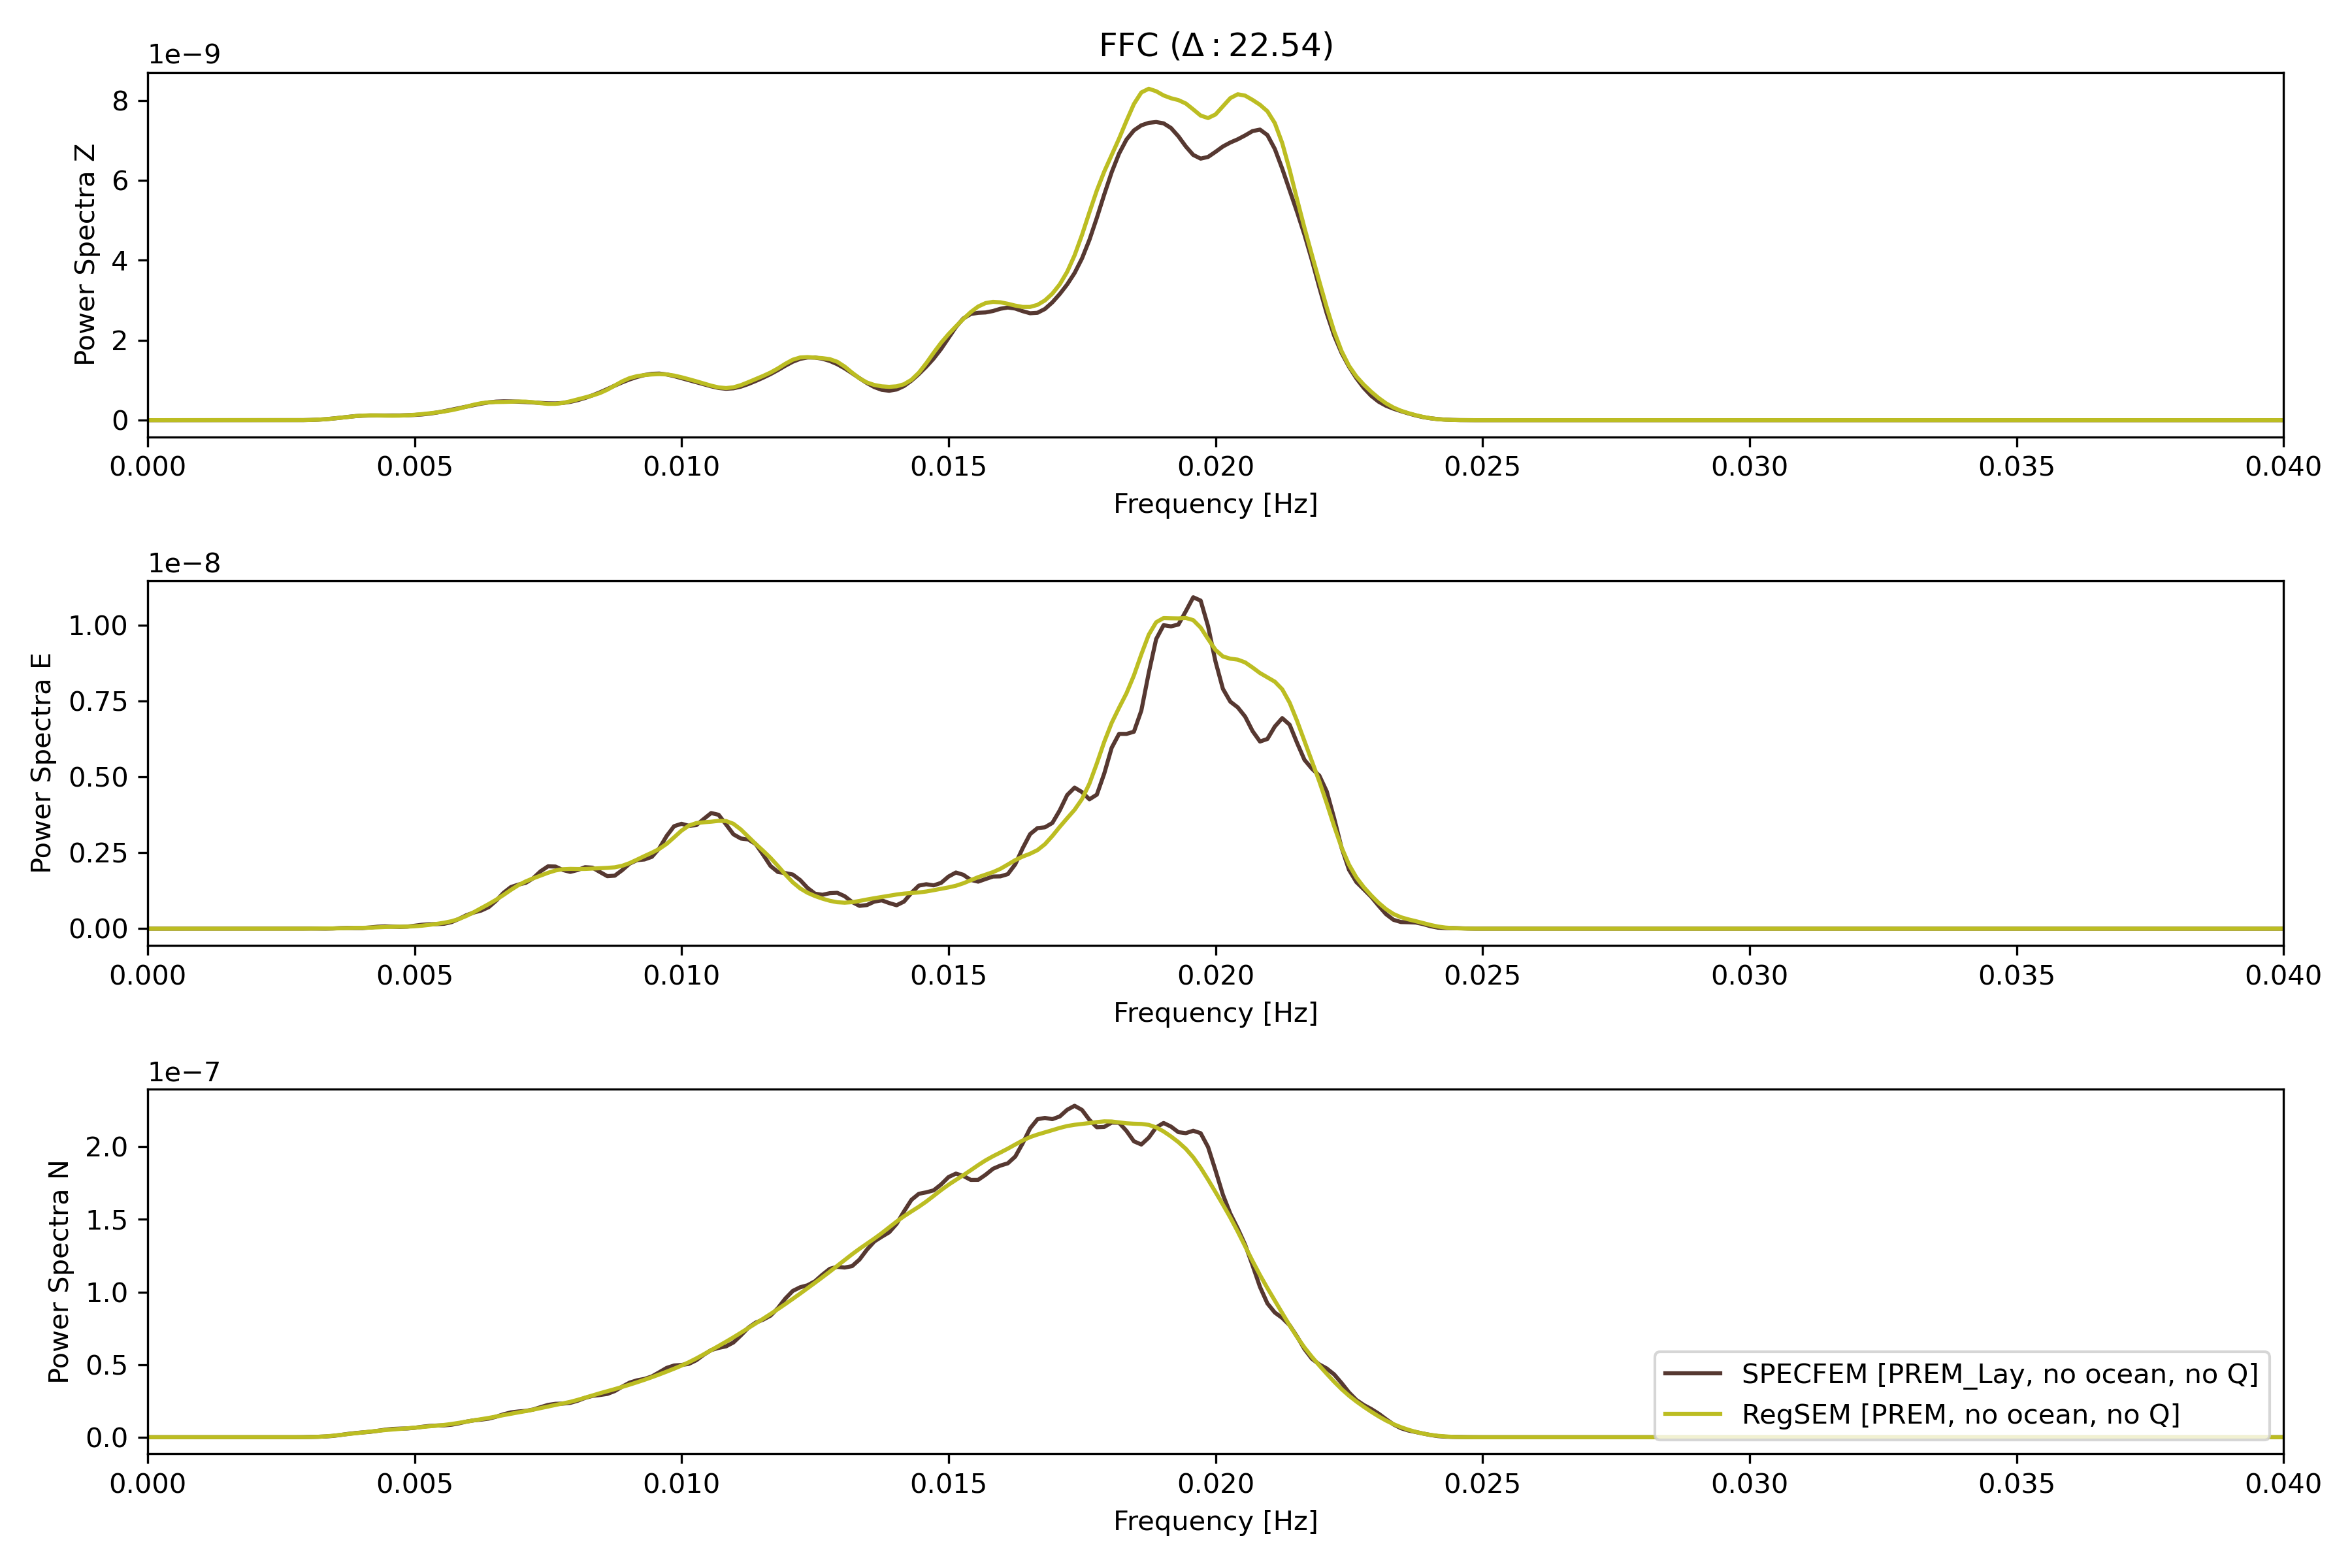 FFC (Δ : 22.54)
1e−9
Power Spectra Z
8
6
4
2
0
0.000 0.005 0.010 0.015 0.020 0.025 0.030 0.035 0.040
Frequency [Hz]
1e−8
Power Spectra E
1.00
0.75
0.50
0.25
0.00
0.000 0.005 0.010 0.015 0.020 0.025 0.030 0.035 0.040
Frequency [Hz]
1e−7
Power Spectra N
2.0
1.5
1.0
0.5
0.0
SPECFEM [PREM_Lay, no ocean, no Q]
RegSEM [PREM, no ocean, no Q]
0.000 0.005 0.010 0.015 0.020 0.025 0.030 0.035 0.040
Frequency [Hz]